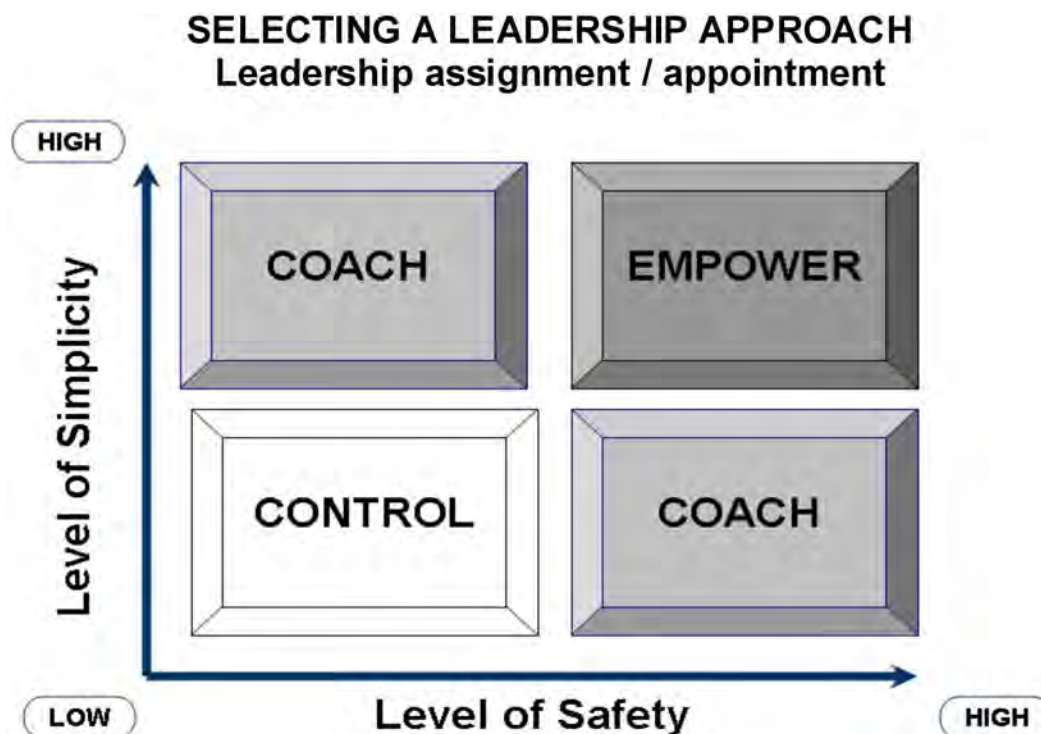 SELECTING A LEADERSHIP APPROACH
Leadership assignment / appointment
HIGH
Level of Simplicity
COACH
EMPOWER
CONTROL
COACH
LOW
Level of Safety
HIGH